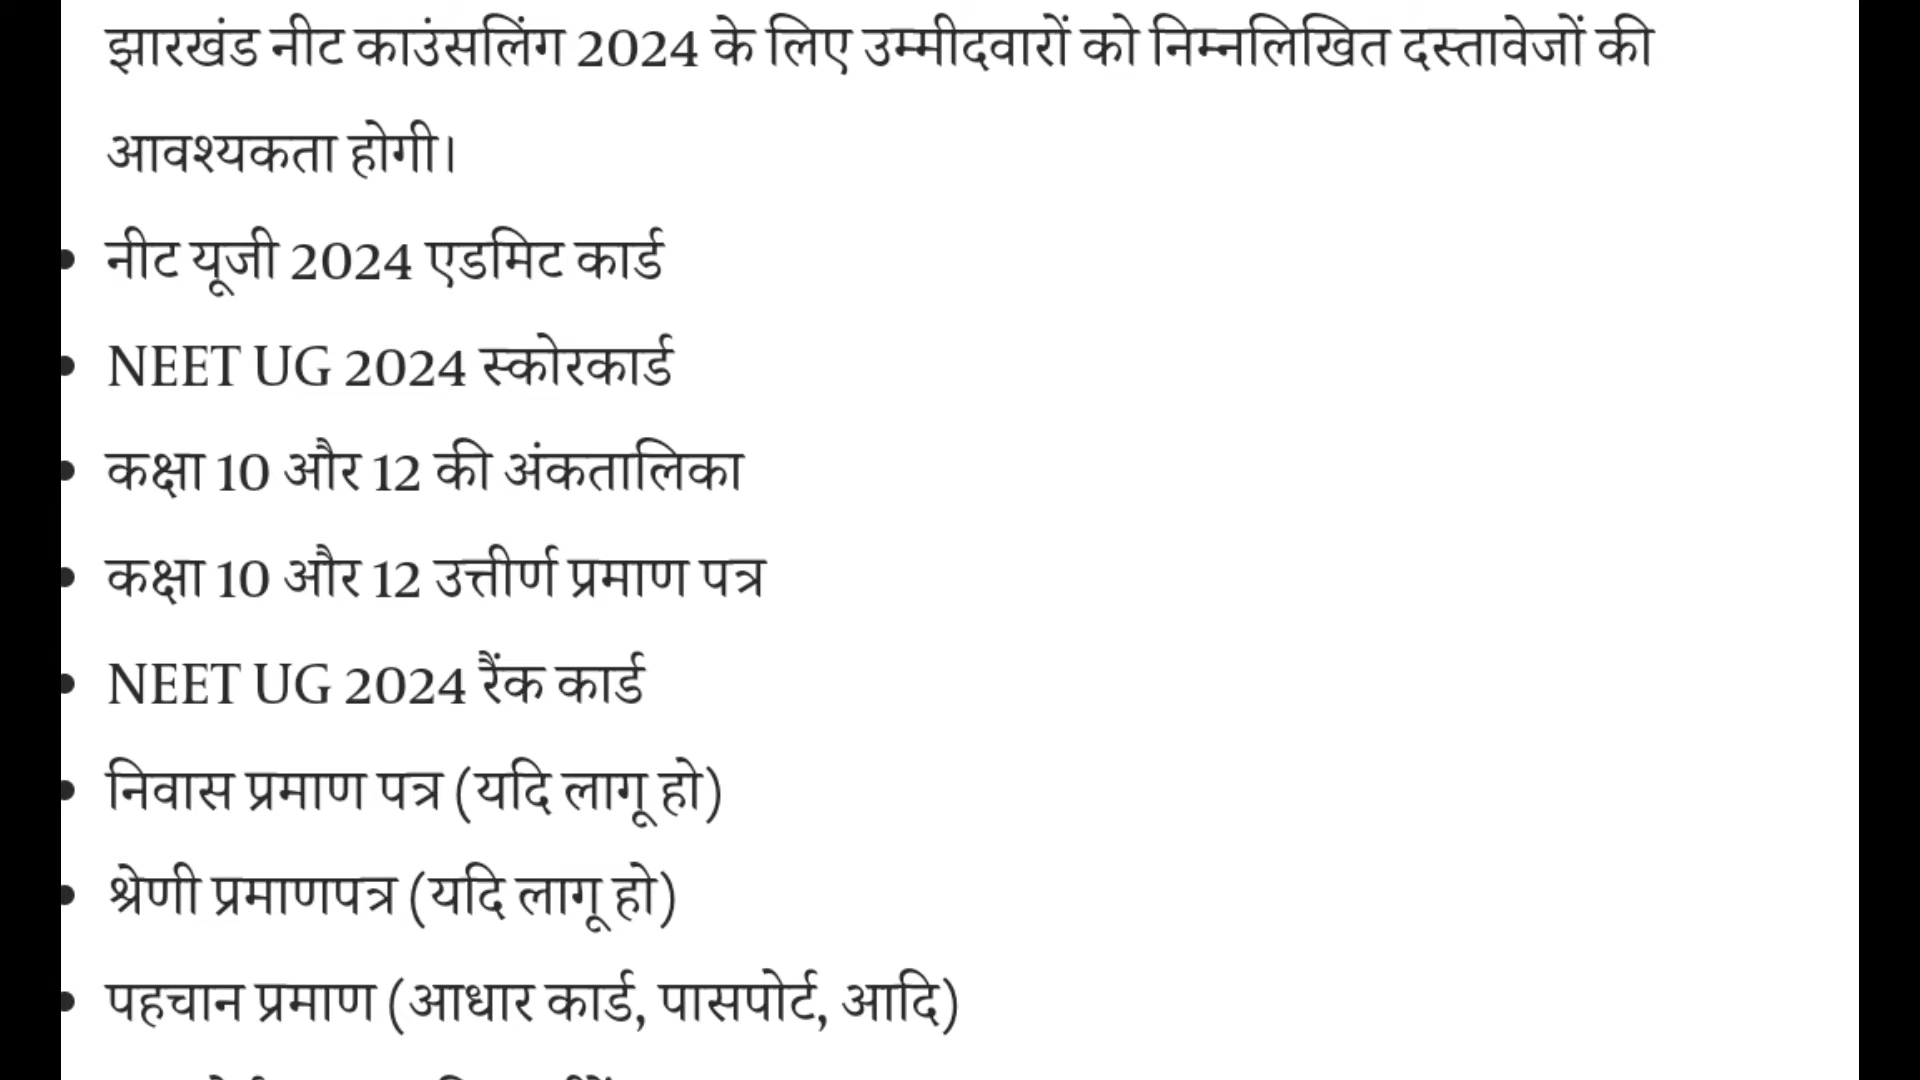 झारखंड नीट काउंसलिंग 2024 के लिए उम्मीदवारों को निम्नलिखित दस्तावेजों की
आवश्यकता होगी।
• नीट यूजी 2024 एडमिट कार्ड
• NEET UG 2024 स्कोरकार्ड
• कक्षा 10 और 12 की अंकतालिका
• कक्षा 10 और 12 उत्तीर्ण प्रमाण पत्र
• NEET UG 2024 रैंक कार्ड
• निवास प्रमाण पत्र (यदि लागू हो)
• श्रेणी प्रमाणपत्र (यदि लागू हो)
• पहचान प्रमाण (आधार कार्ड, पासपोर्ट, आदि)